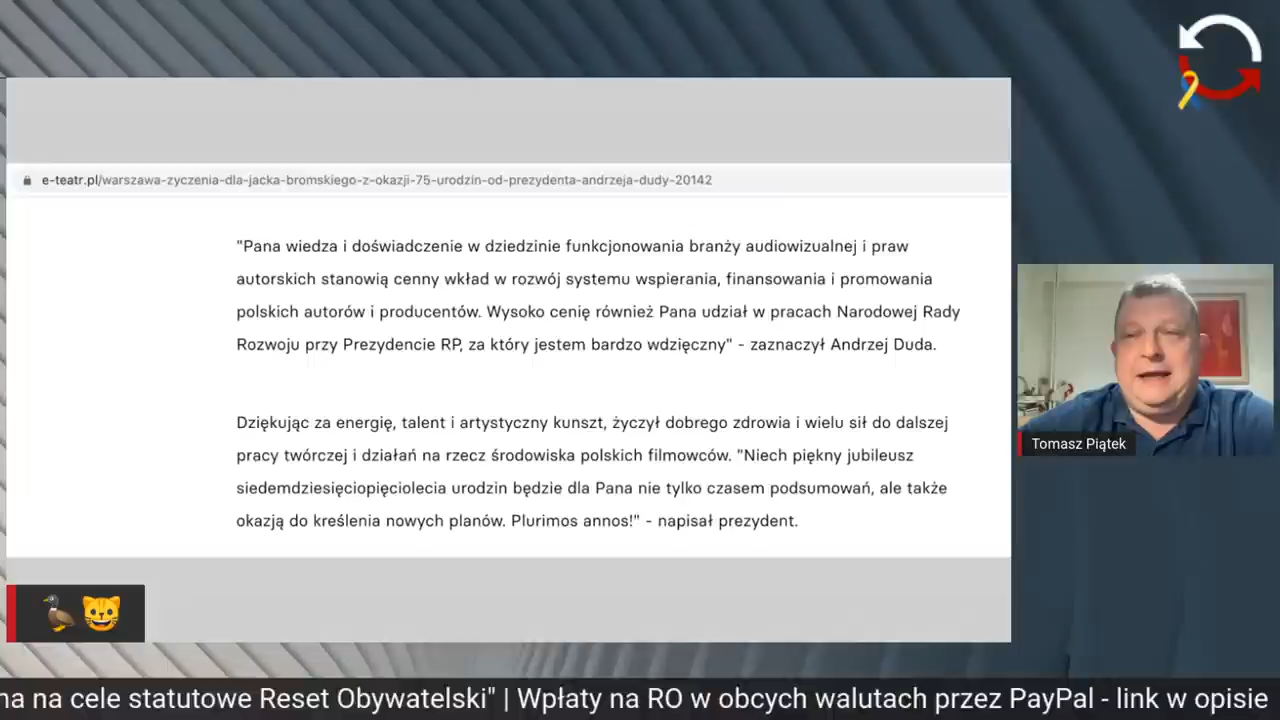 e-teatr.pl/warszawa-zyczenia-dla-jacka-bromskiego-z-okazji-75-urodzin-od-prezydenta-andrzeja-dudy-20142
"Pana wiedza i doświadczenie w dziedzinie funkcjonowania branży audiowizualnej i praw
autorskich stanowią cenny wkład w rozwój systemu wspierania, finansowania i promowania
polskich autorów i producentów. Wysoko cenię również Pana udział w pracach Narodowej Rady
Rozwoju przy Prezydencie RP, za który jestem bardzo wdzięczny" - zaznaczył Andrzej Duda.
Dziękując za energię, talent i artystyczny kunszt, życzył dobrego zdrowia i wielu sił do dalszej
pracy twórczej i działań na rzecz środowiska polskich filmowców. "Niech piękny jubileusz
siedemdziesięciopięciolecia urodzin będzie dla Pana nie tylko czasem podsumowań, ale także
okazją do kreślenia nowych planów. Plurimos annos!" - napisał prezydent.
Tomasz Piątek
na na cele statutowe Reset Obywatelski" | Wpłaty na RO w obcych walutach przez PayPal - link w opisie